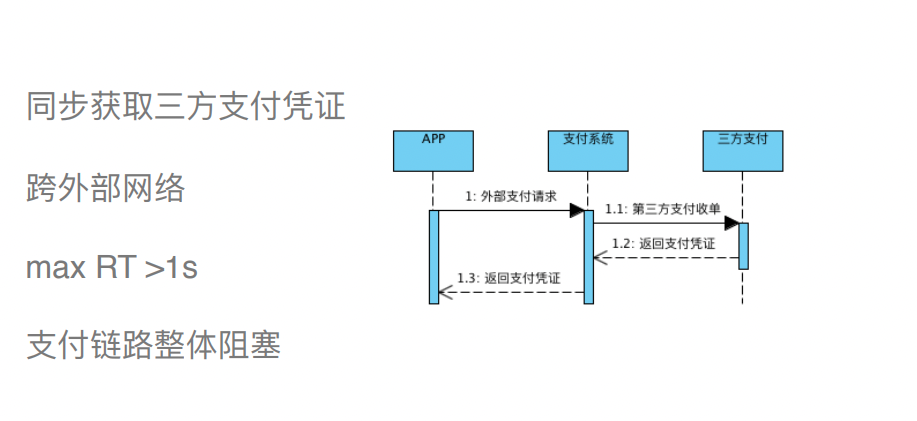 同步获取三方支付凭证
跨外部网络
max RT >1s
支付链路整体阻塞
APP
支付系统
三方支付
1: 外部支付请求
1.1: 第三方支付收单
1.2: 返回支付凭证
1.3: 返回支付凭证